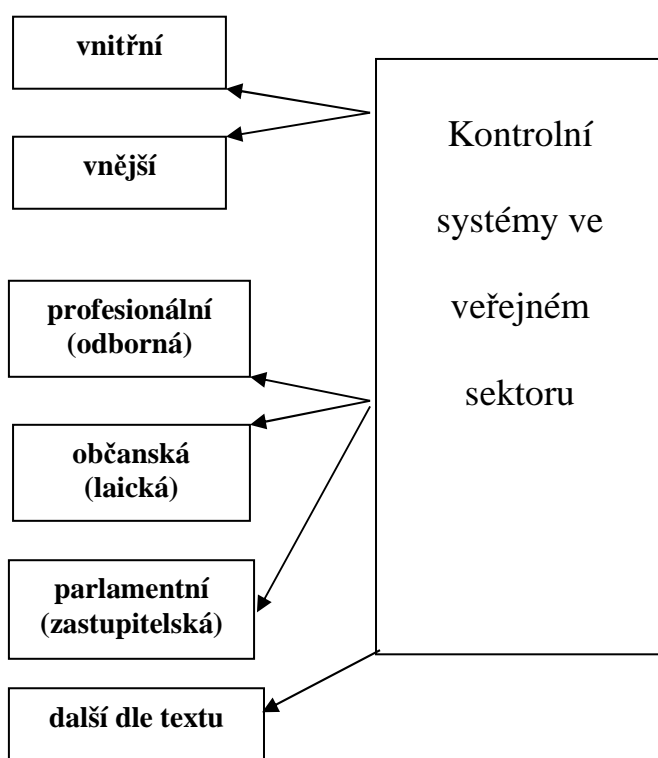 vnitřní
vnější
profesionální
(odborná)
občanská
(laická)
parlamentní
(zastupitelská)
další dle textu
Kontrolní
systémy ve
veřejném
sektoru